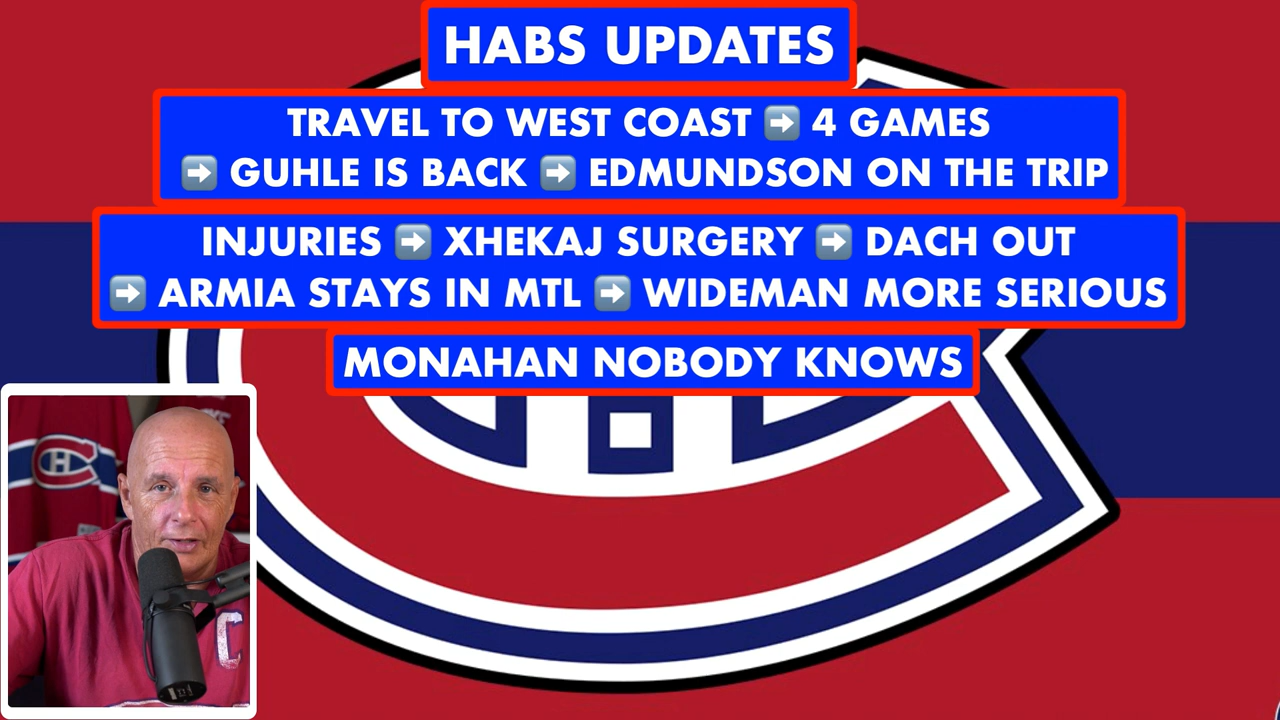 HABS UPDATES
TRAVEL TO WEST COAST ➡️ 4 GAMES
➡️ GUHLE IS BACK ➡️ EDMUNDSON ON THE TRIP
INJURIES ➡️ XHEKAJ SURGERY ➡️ DACH OUT
➡️ ARMIA STAYS IN MTL ➡️ WIDEMAN MORE SERIOUS
MONAHAN NOBODY KNOWS
H
C